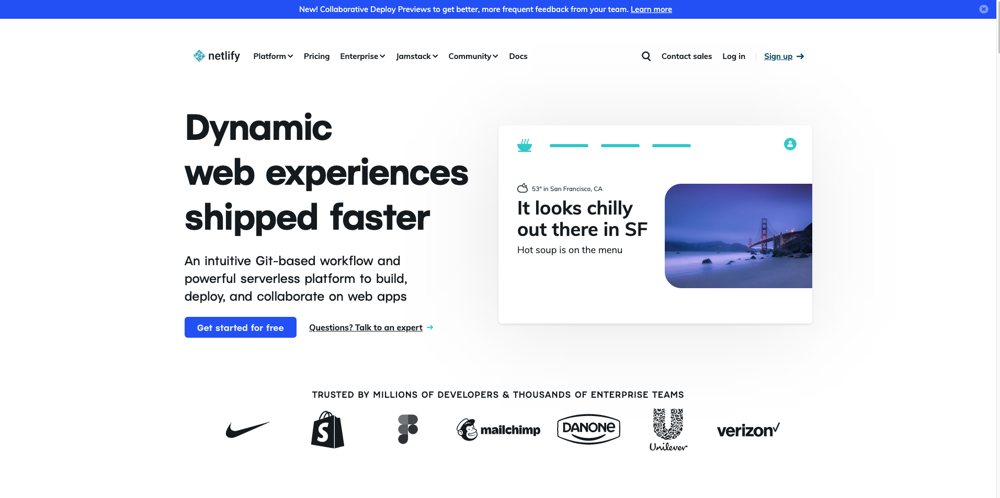 New! Collaborative Deploy Previews to get better, more frequent feedback from your team. Learn more
netlify Platform Pricing Enterprise Jamstack Community Docs Contact sales Log in Sign up
Dynamic
web experiences
shipped faster
An intuitive Git-based workflow and
powerful serverless platform to build,
deploy, and collaborate on web apps
Get started for free Questions? Talk to an expert
53° in San Francisco, CA
It looks chilly
out there in SF
Hot soup is on the menu
TRUSTED BY MILLIONS OF DEVELOPERS & THOUSANDS OF ENTERPRISE TEAMS
S
mailchimp
DANONE
U
Unilever
verizon